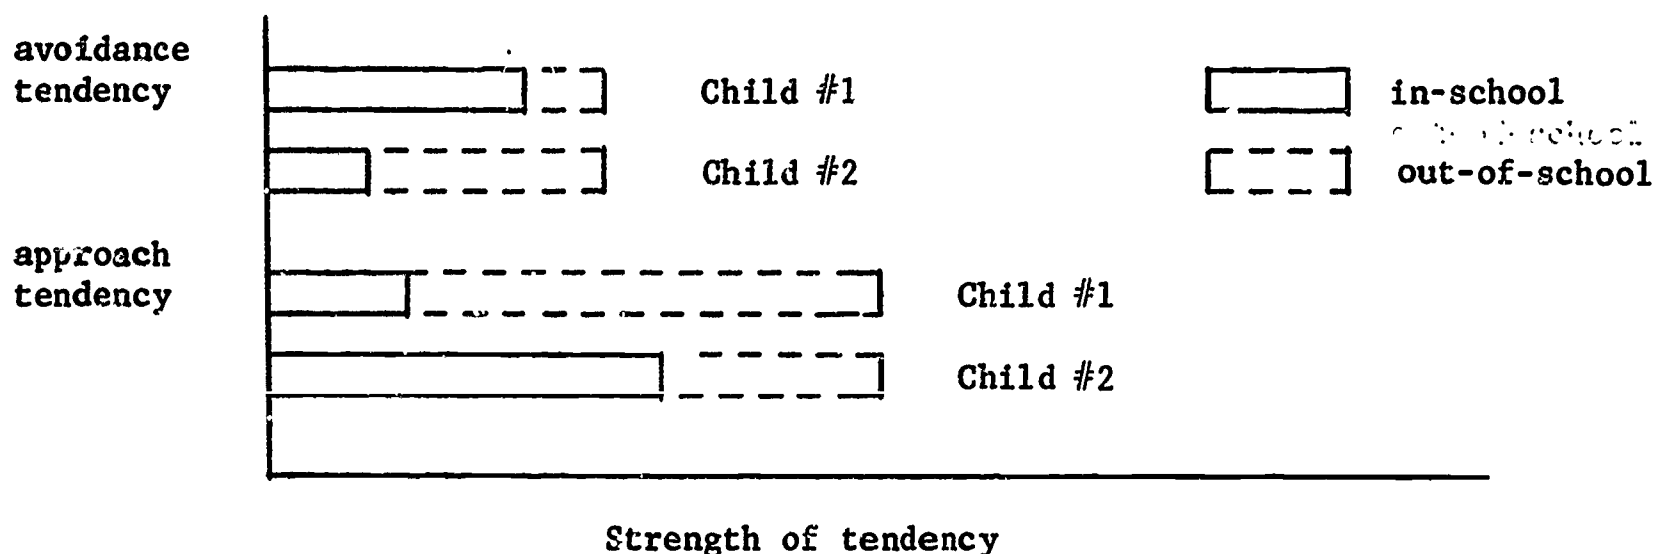 avoidance
tendency
Child #1
in-school
Child #2
out-of-school
approach
tendency
Child #1
Child #2
Strength of tendency